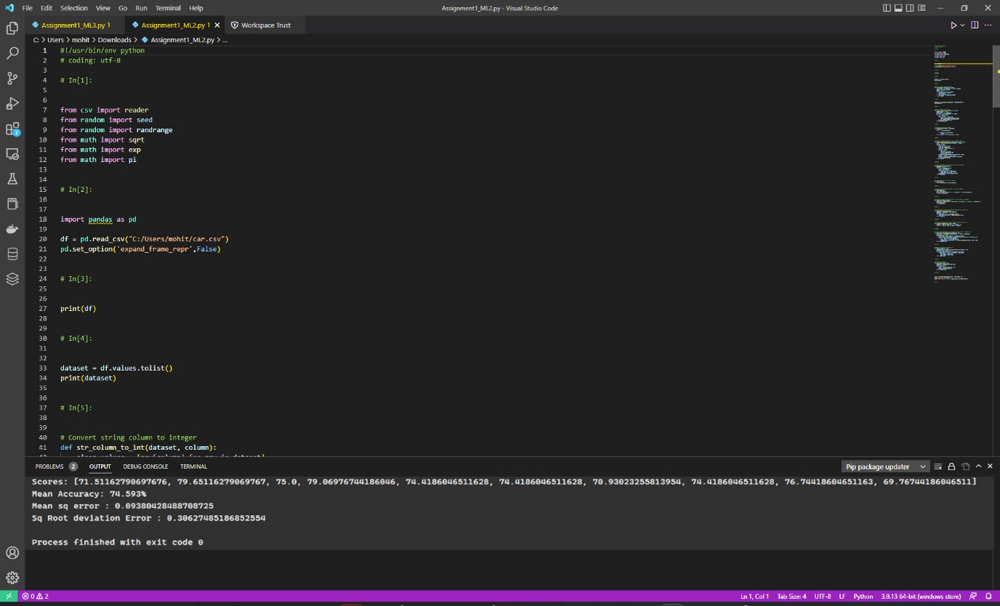 File Edit Selection View Go Run Terminal Help
Assignment1_ML2.py - Visual Studio Code
Assignment1_ML3.py 1
Assignment1_ML2.py 1
Workspace Trust
C: > Users > mohit > Downloads > Assignment1_ML2.py > ...
1 #!/usr/bin/env python
2 # coding: utf-8
3
4 # In[1]:
5
6
7 from csv import reader
8 from random import seed
9 from random import randrange
10 from math import sqrt
11 from math import exp
12 from math import pi
13
14
15 # In[2]:
16
17
18 import pandas as pd
19
20 df = pd.read_csv("C:/Users/mohit/car.csv")
21 pd.set_option('expand_frame_repr',False)
22
23
24 # In[3]:
25
26
27 print(df)
28
29
30 # In[4]:
31
32
33 dataset = df.values.tolist()
34 print(dataset)
35
36
37 # In[5]:
38
39
40 # Convert string column to integer
41 def str_column_to_int(dataset, column):
7
PROBLEMS 2 OUTPUT DEBUG CONSOLE TERMINAL
Pip package updater
Scores: [71.51162790697676, 79.65116279069767, 75.0, 79.06976744186046, 74.4186046511628, 74.4186046511628, 70.93023255813954, 74.4186046511628, 76.74418604651163, 69.76744186046511]
Mean Accuracy: 74.593%
Mean sq error : 0.09380428488708725
Sq Root deviation Error : 0.30627485186852554
Process finished with exit code 0
0 2
Ln 1, Col 1 Tab Size: 4 UTF-8 LF Python 3.9.13 64-bit (windows store)